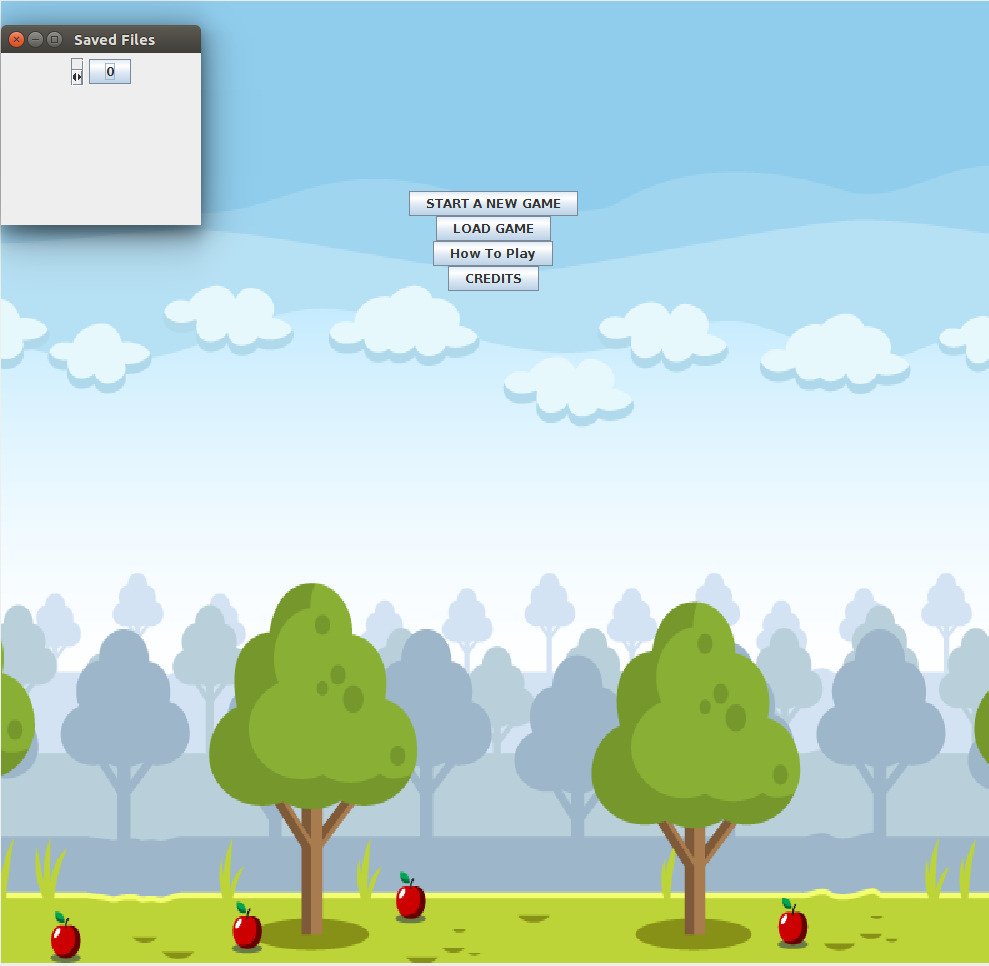 Saved Files
0
START A NEW GAME
LOAD GAME
How To Play
CREDITS